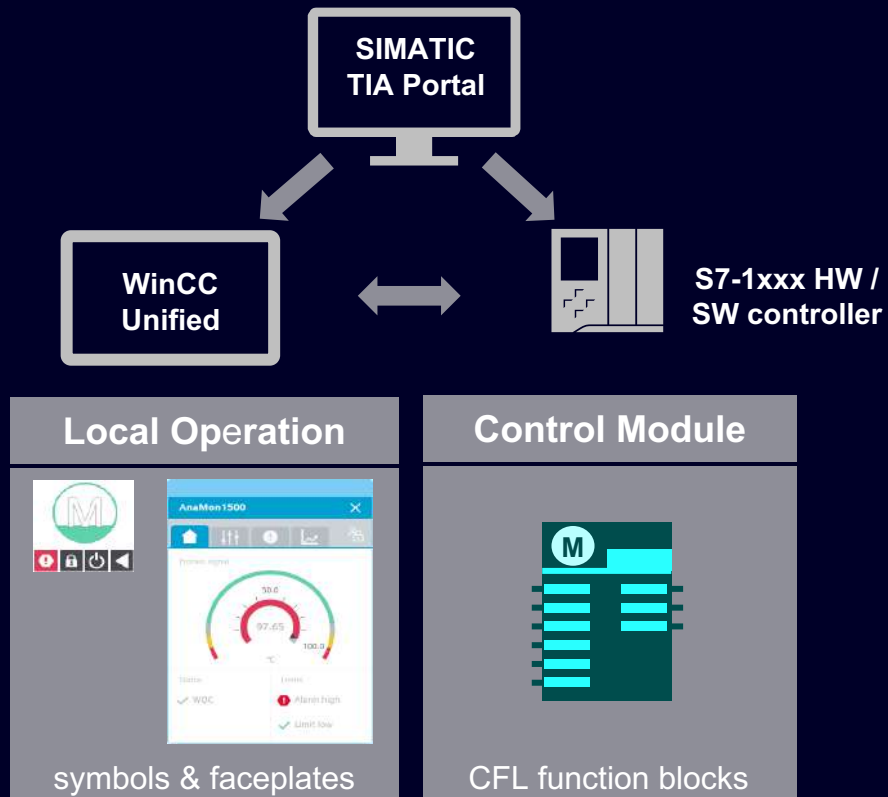 SIMATIC
TIA Portal
WinCC
Unified
S7-1xxx HW /
SW controller
Local Operation
Control Module
M
AnaMon1500
50.0
97.65
100.0
°C
WOC
Alarm high
Limit low
M
symbols & faceplates
CFL function blocks